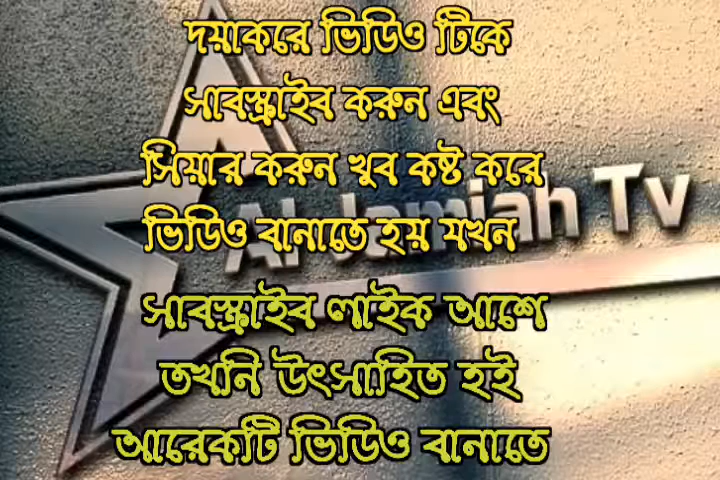 দয়াকরে ভিডিও টিকে
সাবস্ক্রাইব করুন এবং
সিয়ার করুন খুব কষ্ট করে
Al Jamiah Tv
ভিডিও বানাতে হয় যখন
সাবস্ক্রাইব লাইক আশে
তখনি উৎসাহিত হই
আরেকটি ভিডিও বানাতে